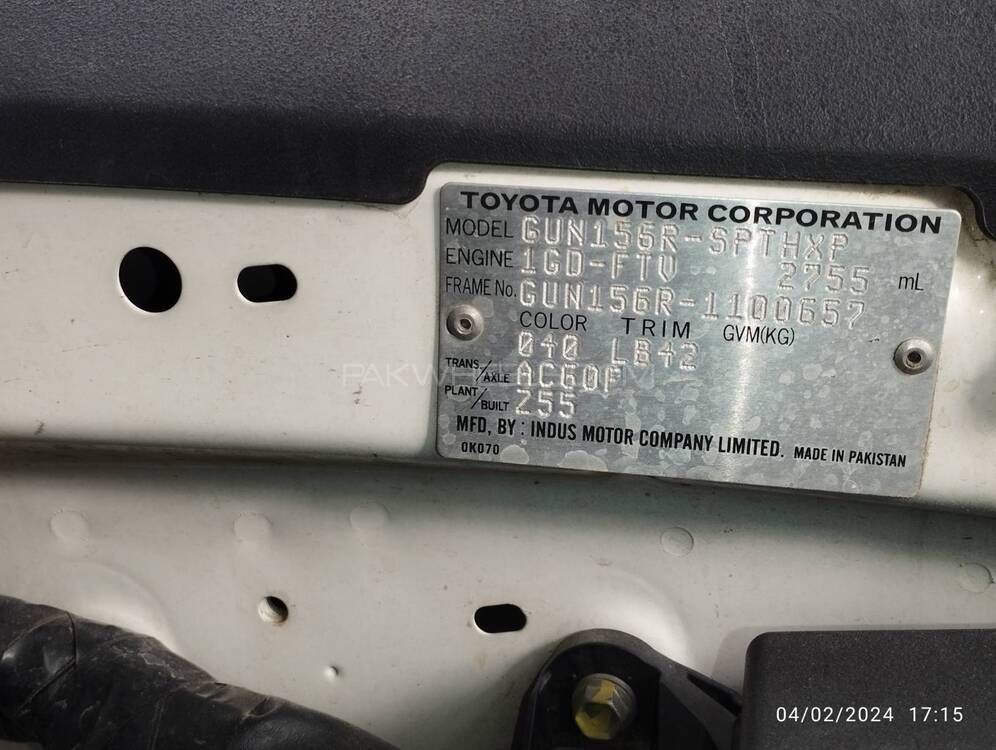 TOYOTA MOTOR CORPORATION
MODEL GUN156R-SPTHXP
ENGINE 1GD-FTV 2755 mL
FRAME No. GUN156R-1100657
COLOR TRIM GVM(KG)
040 LB42
TRANS/AXLE AC60F
PLANT/BUILT Z55
MFD, BY : INDUS MOTOR COMPANY LIMITED. MADE IN PAKISTAN
0K070
04/02/2024 17:15